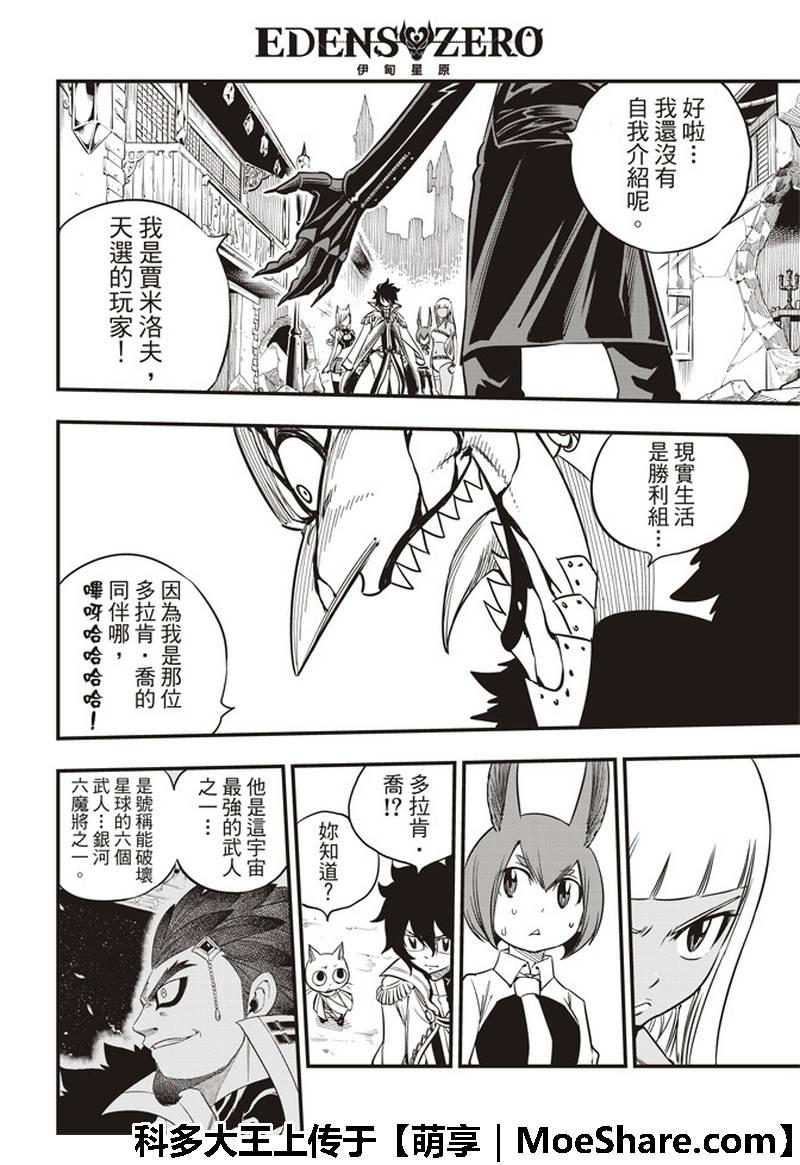 EDENS ZERO
伊甸星原
好啦…
我還沒有
自我介紹呢。
我是賈米洛夫，
天選的玩家！
現實生活
是勝利組…
因為我是那位
多拉肯．喬的
同伴哪，
嗶呀哈哈哈哈！
多拉肯．
喬!?
妳知道？
他是這宇宙
最強的武人
之一…
是號稱能破壞
星球的六個
武人…銀河
六魔將之一。
科多大王上传于【萌享 | MoeShare.com】